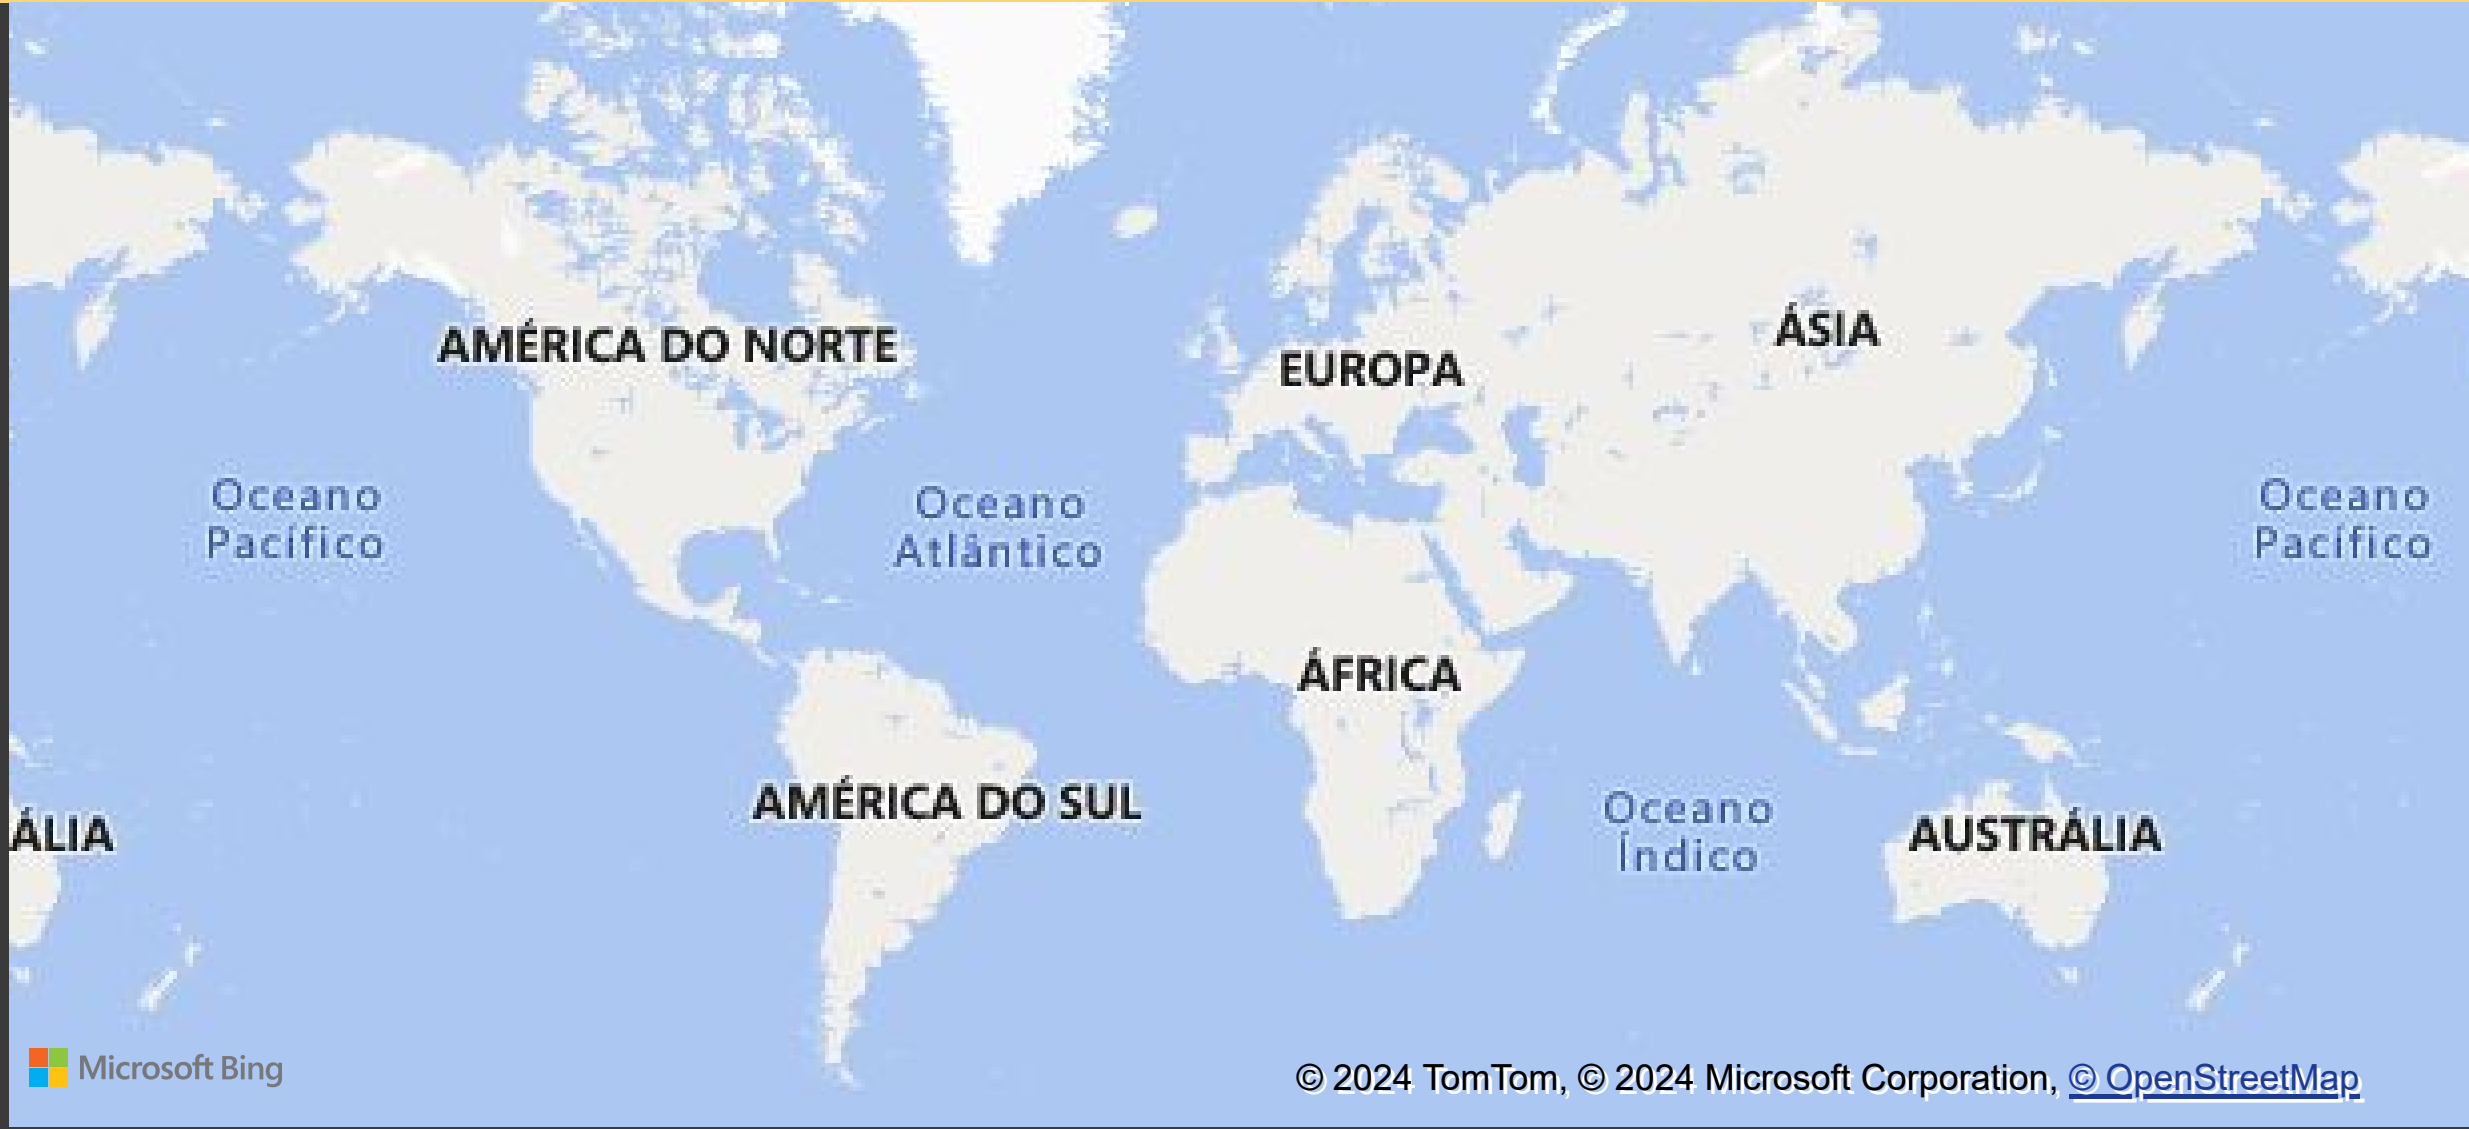 AMÉRICA DO NORTE
EUROPA
ÁSIA
Oceano
Pacífico
Oceano
Atlântico
Oceano
Pacífico
ÁFRICA
AMÉRICA DO SUL
Oceano
Índico
ÁLIA
AUSTRÁLIA
Microsoft Bing
© 2024 TomTom, © 2024 Microsoft Corporation, © OpenStreetMap